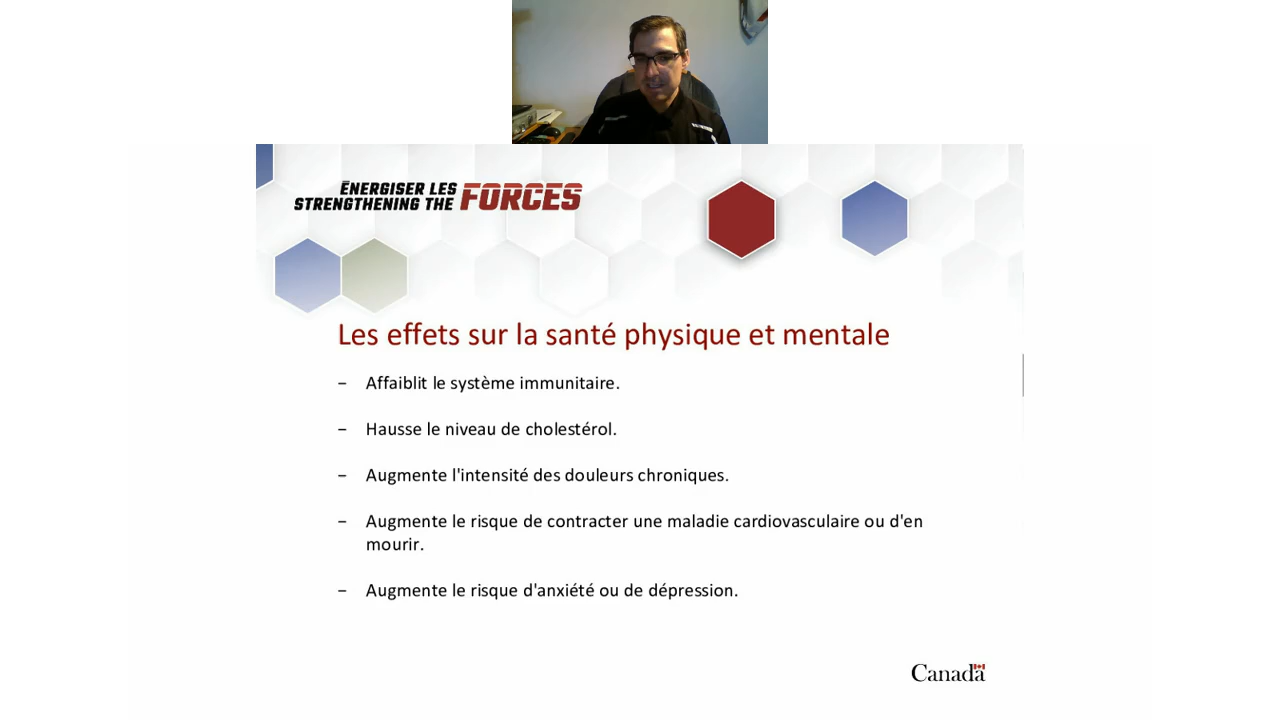 ÉNERGISER LES
STRENGTHENING THE FORCES
Les effets sur la santé physique et mentale
− Affaiblit le système immunitaire.
− Hausse le niveau de cholestérol.
− Augmente l'intensité des douleurs chroniques.
− Augmente le risque de contracter une maladie cardiovasculaire ou d'en
mourir.
− Augmente le risque d'anxiété ou de dépression.
Canada